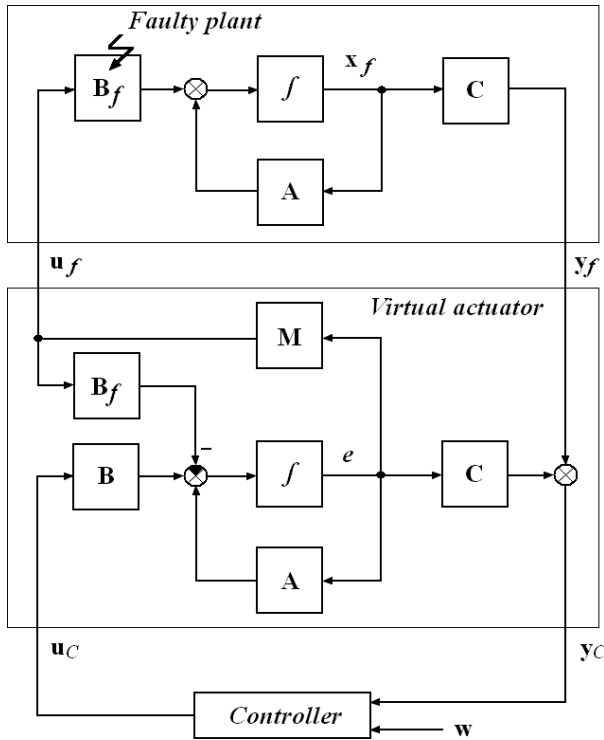 Faulty plant
B_f
∫
x_f
C
A
u_f
y_f
Virtual actuator
M
B_f
–
B
∫
e
C
A
u_C
y_C
Controller
w